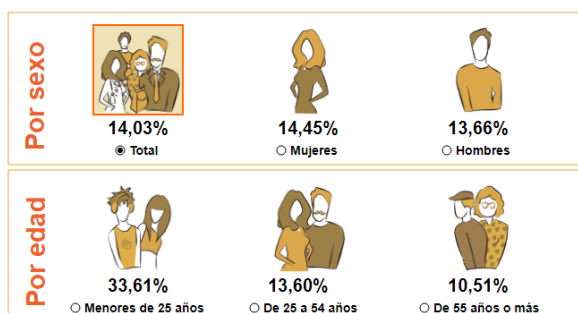 Por sexo
14,03%
14,45%
13,66%
Total
Mujeres
Hombres
Por edad
33,61%
13,60%
10,51%
Menores de 25 años
De 25 a 54 años
De 55 años o más